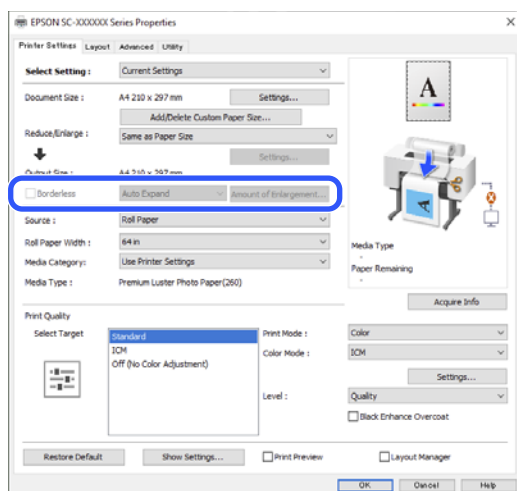 EPSON SC-XXXXXX Series Properties
Printer Settings Layout Advanced Utility
Select Setting : Current Settings
Document Size : A4 210 x 297 mm Settings...
Add/Delete Custom Paper Size...
Reduce/Enlarge : Same as Paper Size
Settings...
Output Size : A4 210 x 297 mm
Borderless Auto Expand Amount of Enlargement...
Source : Roll Paper
Roll Paper Width : 64 in
Media Category: Use Printer Settings
Media Type : Premium Luster Photo Paper(260)
A
A
Media Type
-
Paper Remaining
-
Acquire Info
Print Quality
Select Target
Standard
ICM
Off (No Color Adjustment)
Print Mode : Color
Color Mode : ICM
Settings...
Level : Quality
Black Enhance Overcoat
Restore Default Show Settings... Print Preview Layout Manager
OK Cancel Help